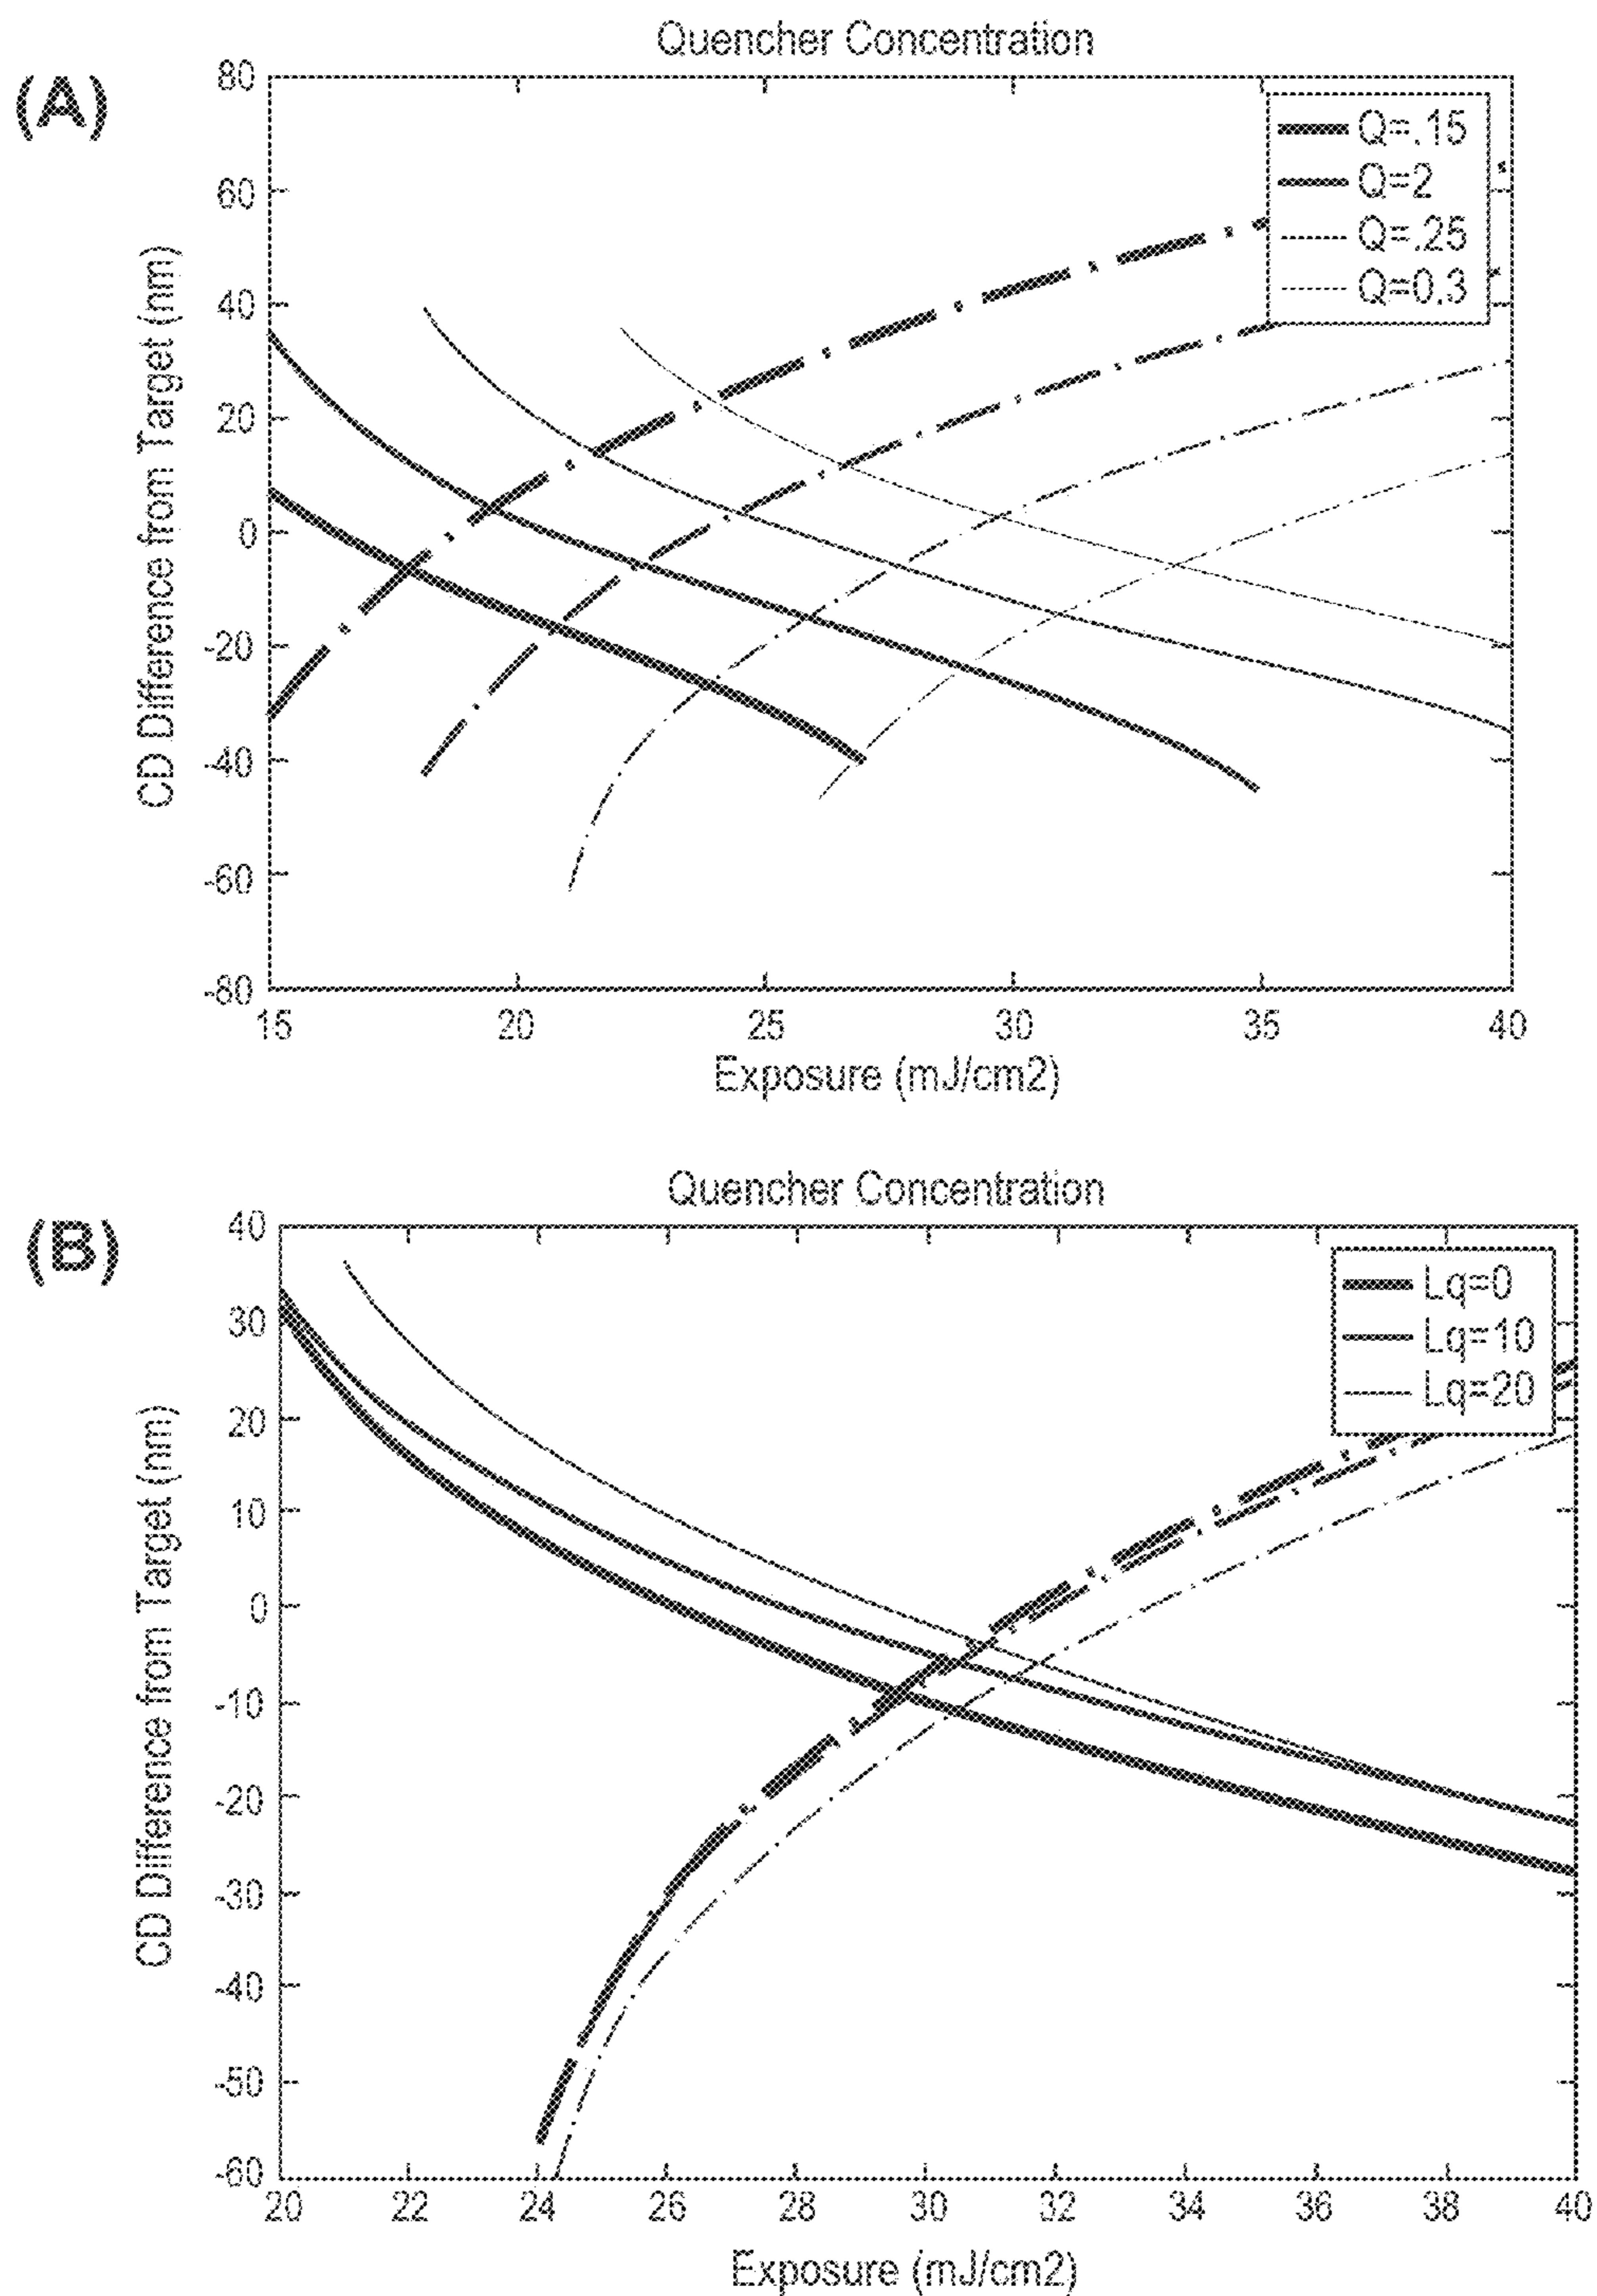 (A)
Quencher Concentration
80
60
40
20
0
-20
-40
-60
-80
CD Difference from Target (nm)
Q=.15
Q=2
Q=.25
Q=0.3
15 20 25 30 35 40
Exposure (mJ/cm2)
(B)
Quencher Concentration
40
30
20
10
0
-10
-20
-30
-40
-50
-60
CD Difference from Target (nm)
Lq=0
Lq=10
Lq=20
20 22 24 26 28 30 32 34 36 38 40
Exposure (mJ/cm2)